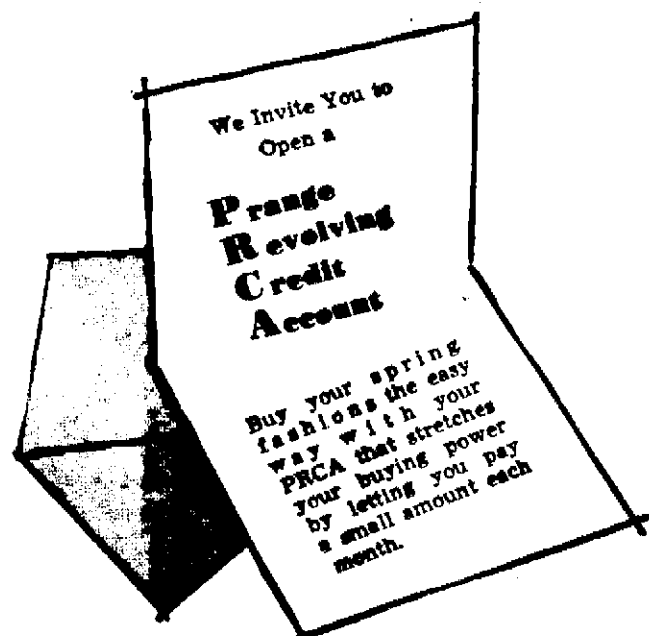 We Invite You to
Open a
Prange
Revolving
Credit
Account
Buy your spring
fashions the easy
way with your
PRCA that stretches
your buying power
by letting you pay
a small amount each
month.